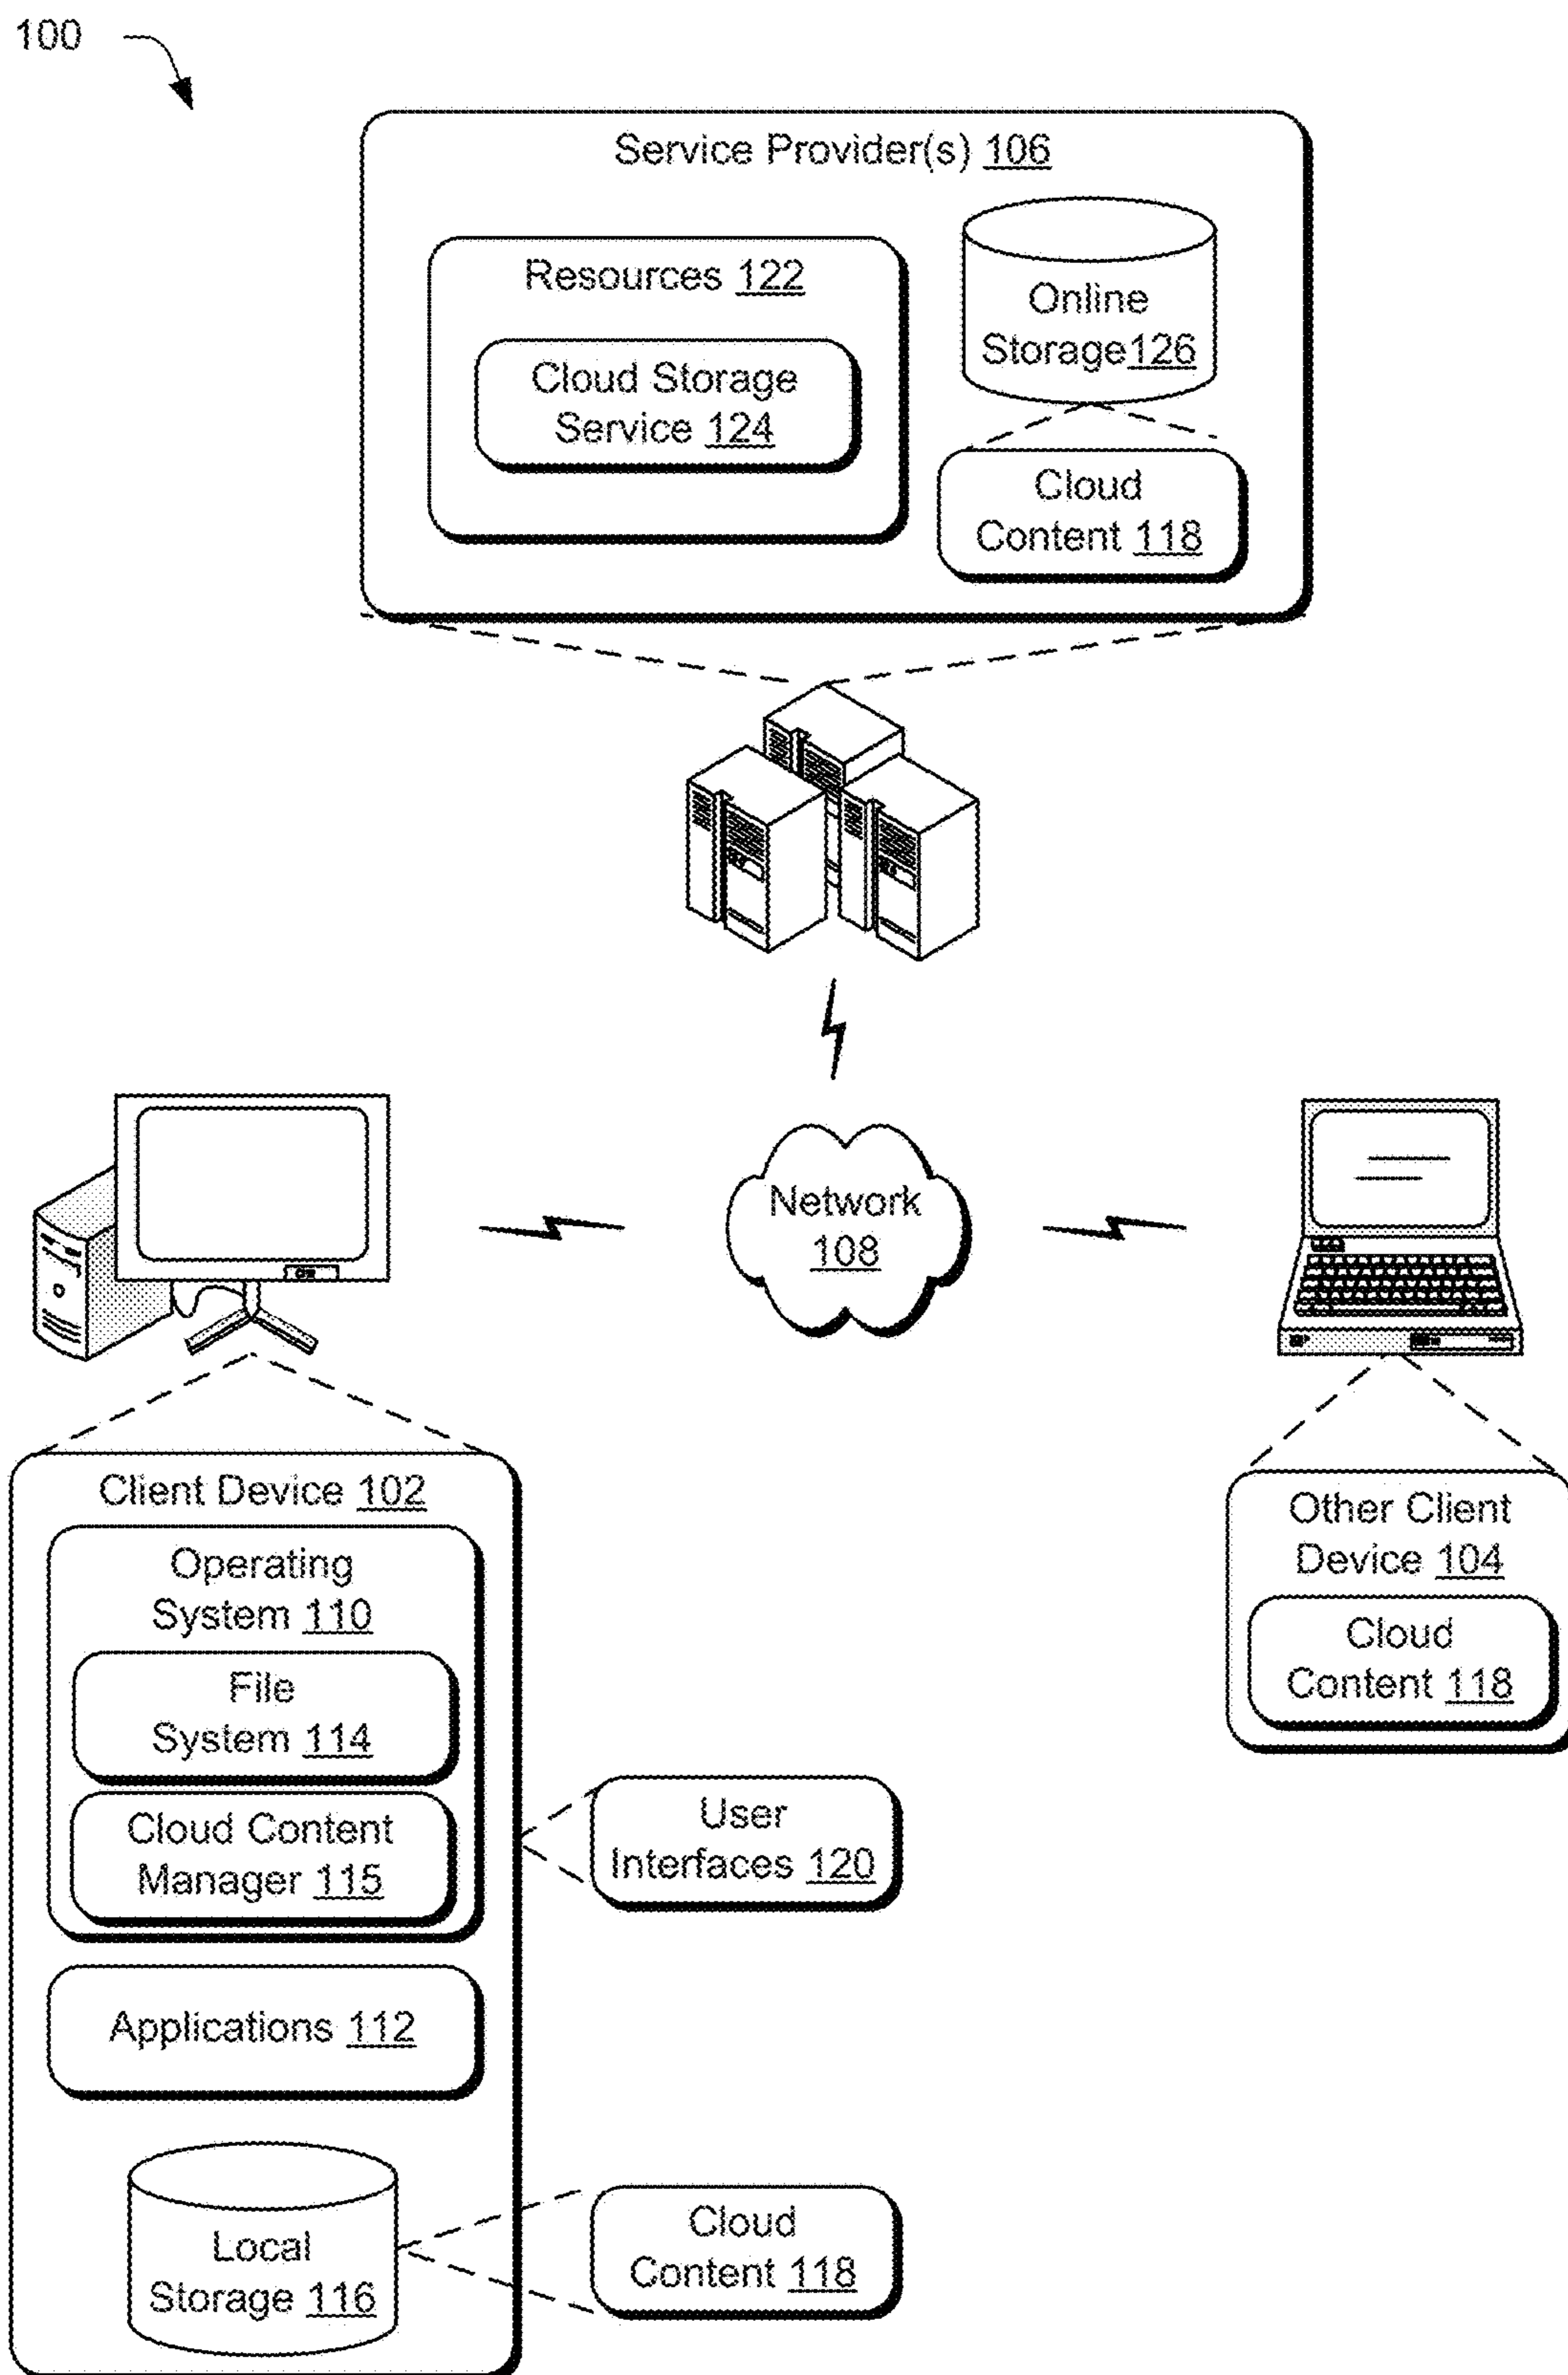 100
Service Provider(s) 106
Resources 122
Cloud Storage
Service 124
Online
Storage126
Cloud
Content 118
Network
108
Client Device 102
Operating
System 110
File
System 114
Cloud Content
Manager 115
Applications 112
Local
Storage 116
User
Interfaces 120
Cloud
Content 118
Other Client
Device 104
Cloud
Content 118